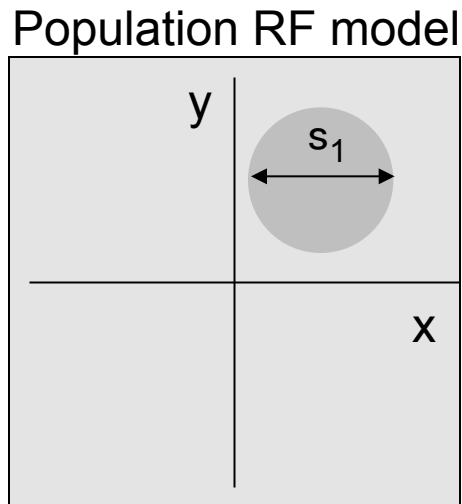 Population RF model
y
s₁
x